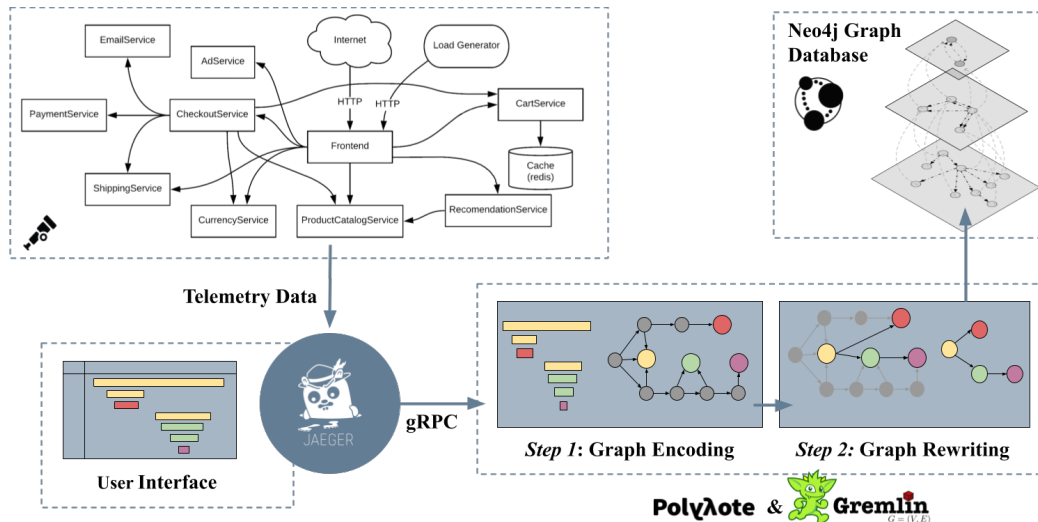 EmailService
Internet
Load Generator
AdService
HTTP
HTTP
PaymentService
CheckoutService
CartService
Frontend
Cache
(redis)
ShippingService
CurrencyService
ProductCatalogService
RecomendationService
Neo4j Graph
Database
Telemetry Data
JAEGER
gRPC
User Interface
Step 1: Graph Encoding
Step 2: Graph Rewriting
Polyλote & Gremlin
G = (V, E)